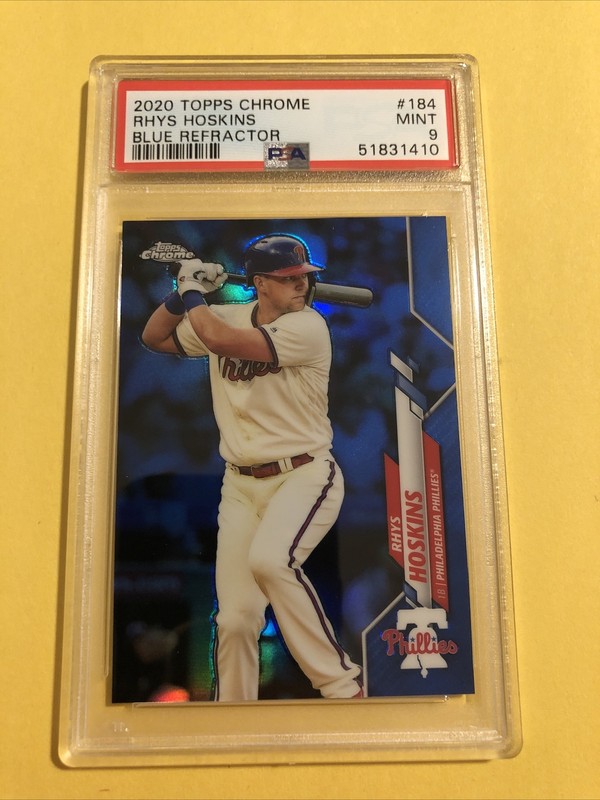 2020 TOPPS CHROME #184
RHYS HOSKINS MINT
BLUE REFRACTOR 9
PSA 51831410
Topps
Chrome
Phillies
RHYS
HOSKINS
1B | PHILADELPHIA PHILLIES®
Phillies